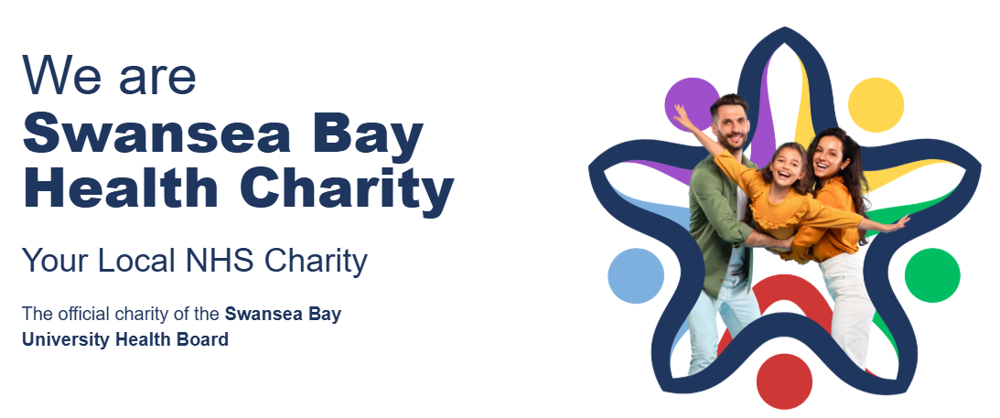 We are
Swansea Bay
Health Charity
Your Local NHS Charity
The official charity of the Swansea Bay
University Health Board